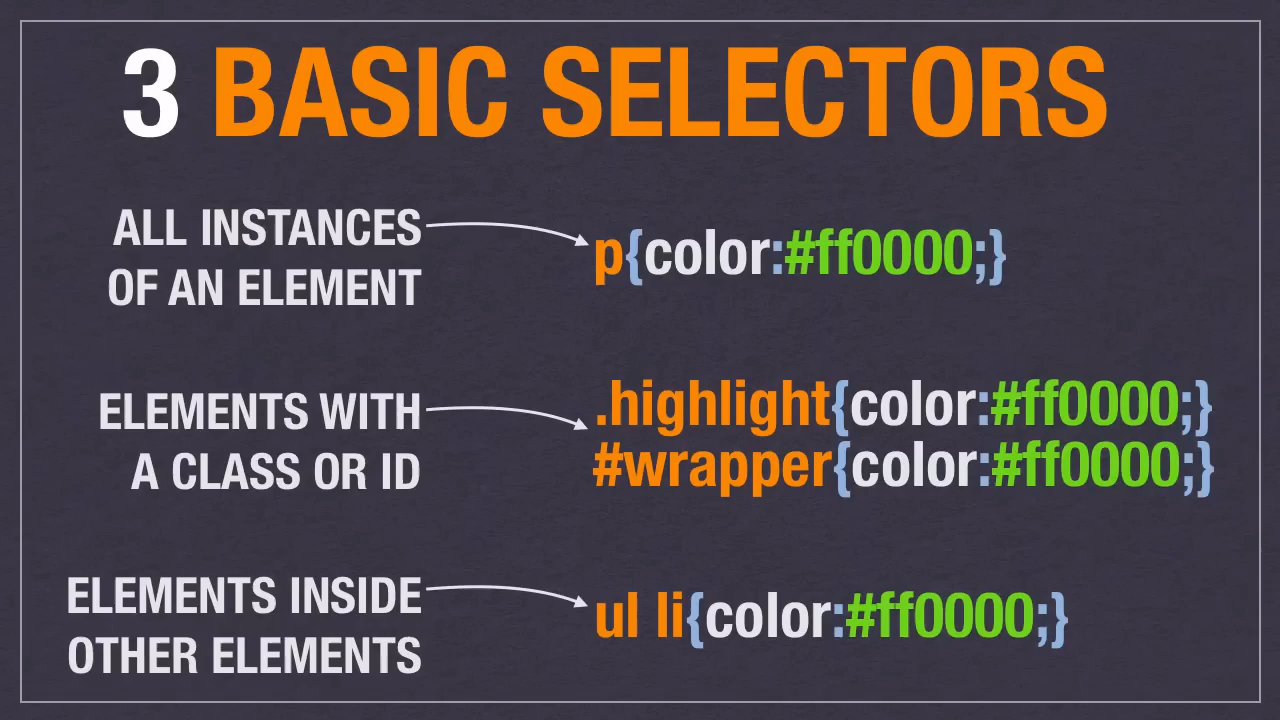 3 BASIC SELECTORS
ALL INSTANCES
OF AN ELEMENT
p{color:#ff0000;}
ELEMENTS WITH
A CLASS OR ID
.highlight{color:#ff0000;}
#wrapper{color:#ff0000;}
ELEMENTS INSIDE
OTHER ELEMENTS
ul li{color:#ff0000;}